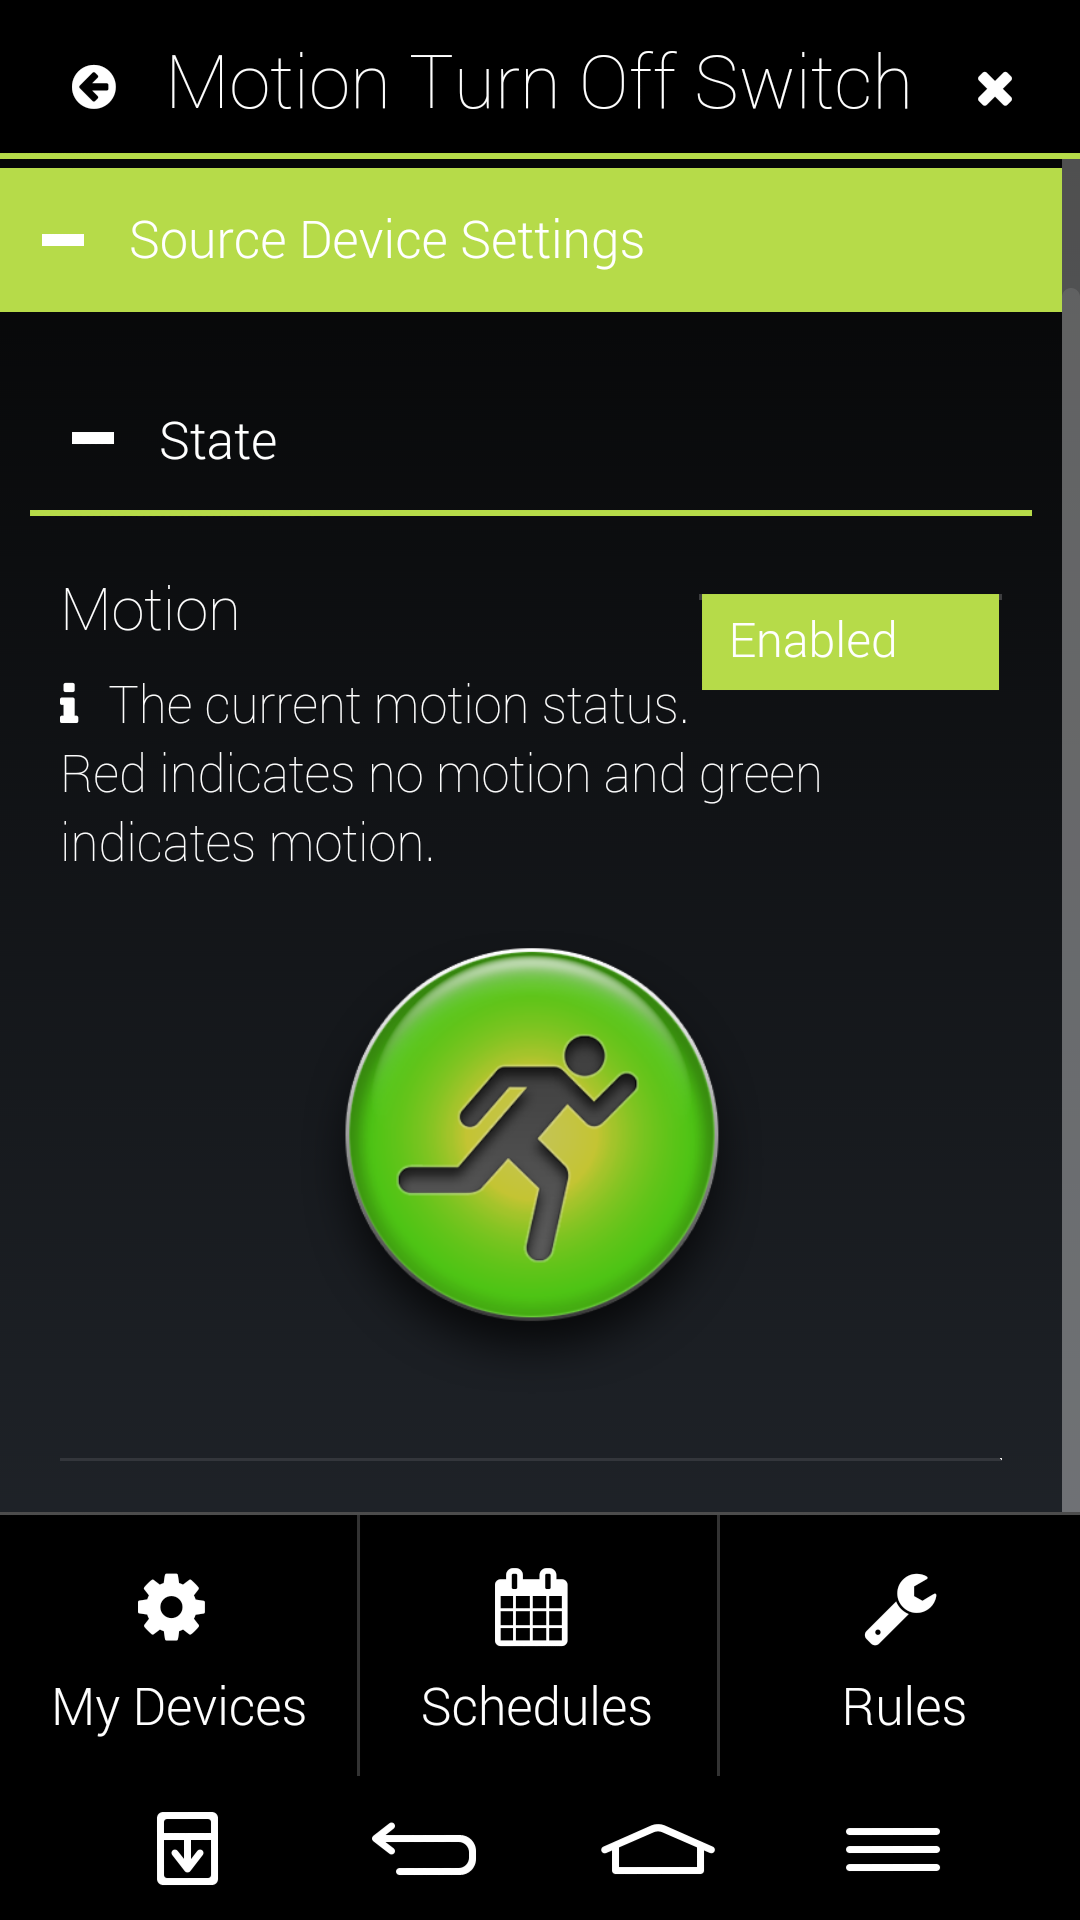 Motion Turn Off Switch
Source Device Settings
State
Motion
Enabled
The current motion status.
Red indicates no motion and green
indicates motion.
My Devices
Schedules
Rules